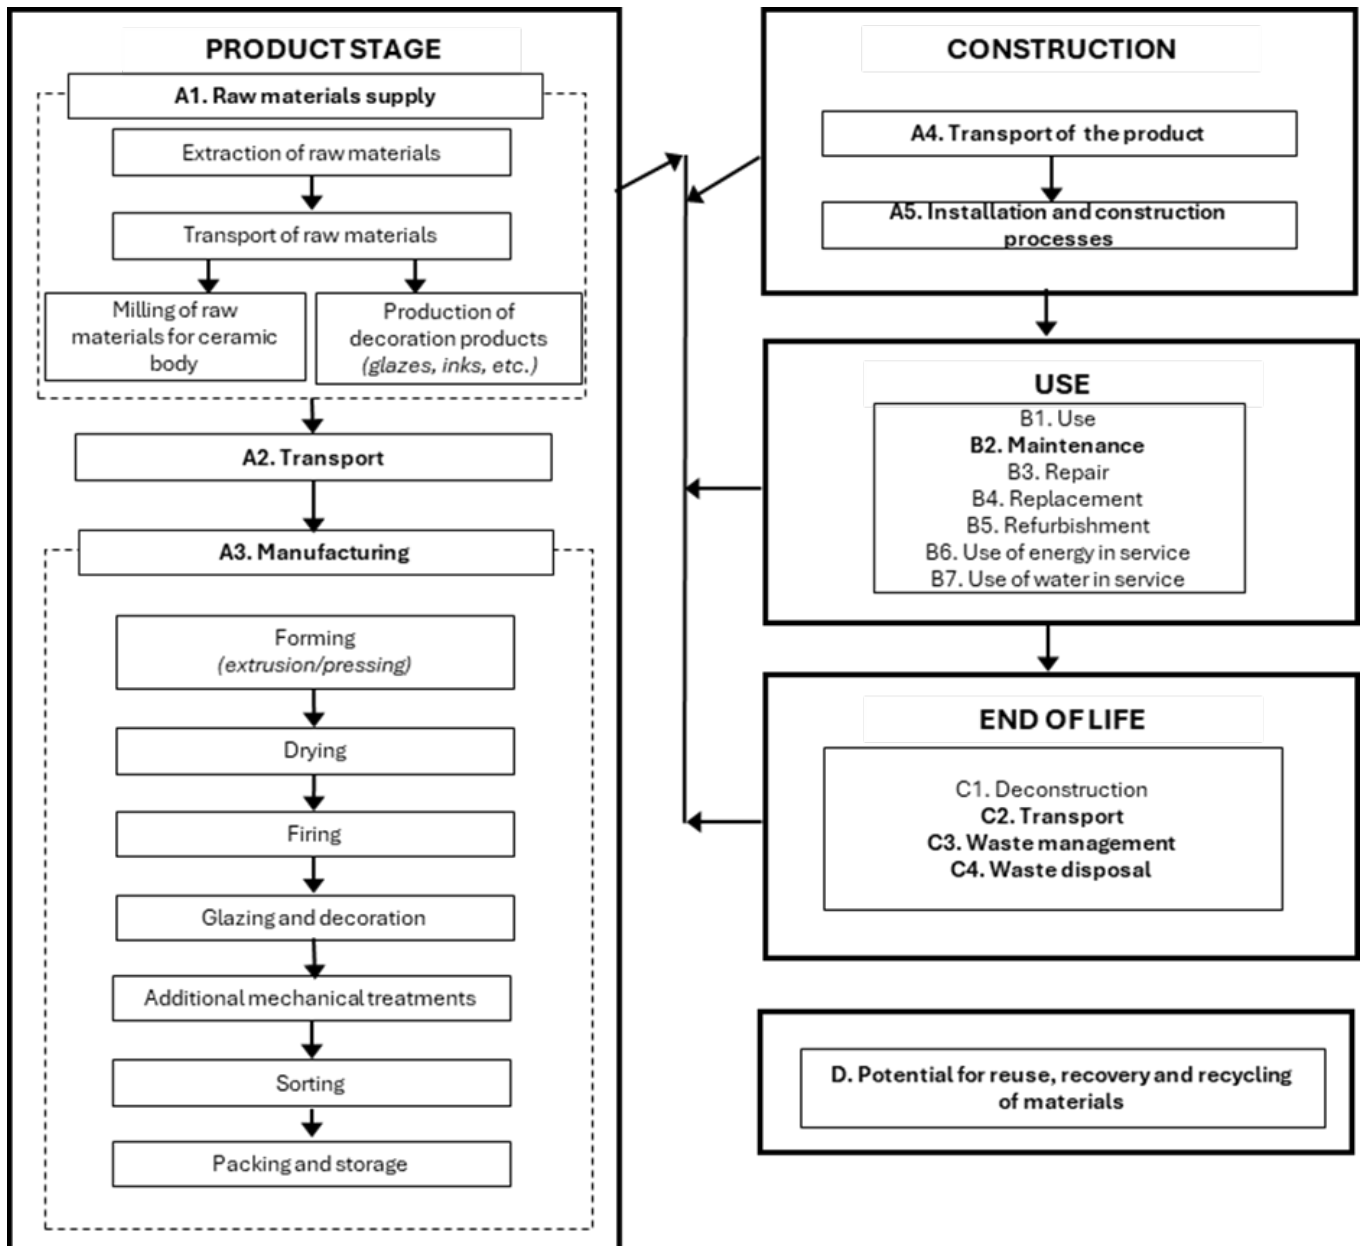 PRODUCT STAGE
A1. Raw materials supply
Extraction of raw materials
Transport of raw materials
Milling of raw
materials for ceramic
body
Production of
decoration products
(glazes, inks, etc.)
A2. Transport
A3. Manufacturing
Forming
(extrusion/pressing)
Drying
Firing
Glazing and decoration
Additional mechanical treatments
Sorting
Packing and storage
CONSTRUCTION
A4. Transport of the product
A5. Installation and construction
processes
USE
B1. Use
B2. Maintenance
B3. Repair
B4. Replacement
B5. Refurbishment
B6. Use of energy in service
B7. Use of water in service
END OF LIFE
C1. Deconstruction
C2. Transport
C3. Waste management
C4. Waste disposal
D. Potential for reuse, recovery and recycling
of materials